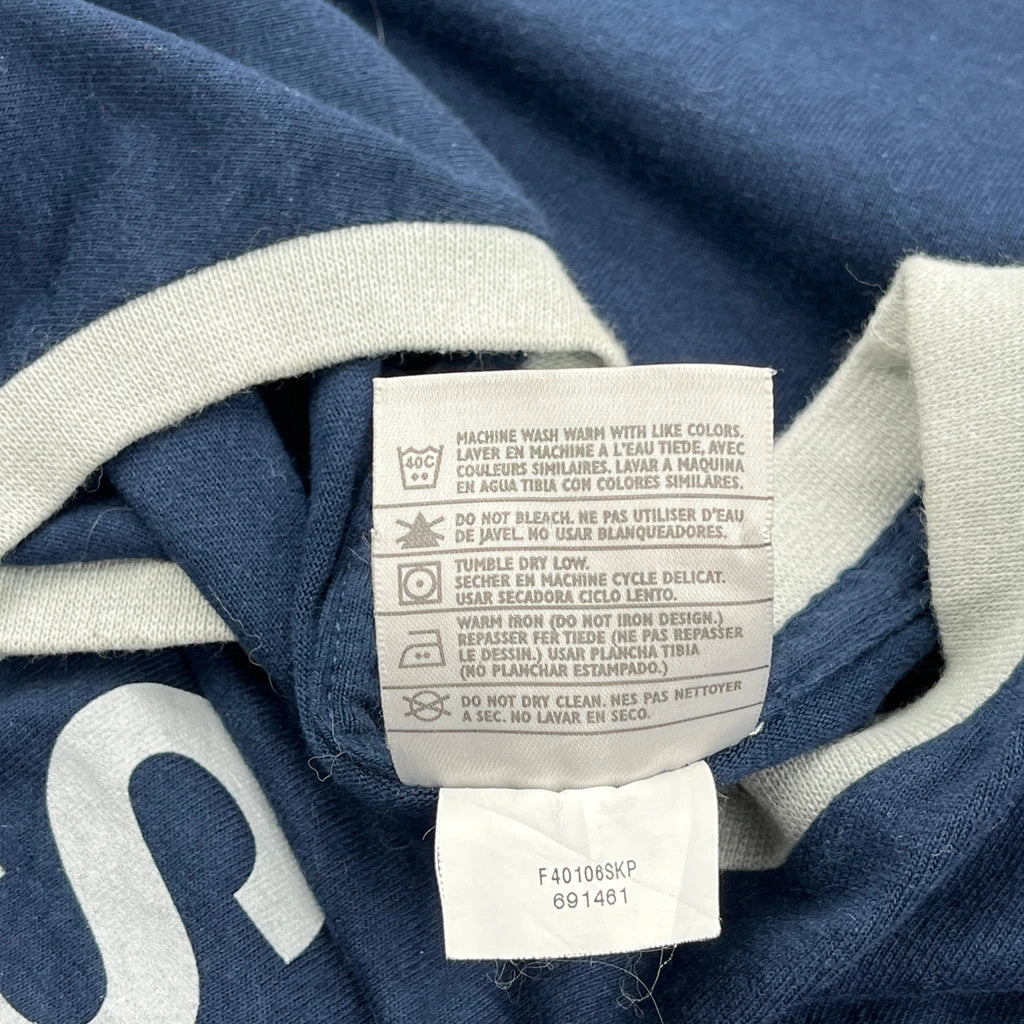 40C
MACHINE WASH WARM WITH LIKE COLORS.
LAVER EN MACHINE A L'EAU TIEDE, AVEC
COULEURS SIMILAIRES. LAVAR A MAQUINA
EN AGUA TIBIA CON COLORES SIMILARES.
DO NOT BLEACH. NE PAS UTILISER D'EAU
DE JAVEL. NO USAR BLANQUEADORES.
TUMBLE DRY LOW.
SECHER EN MACHINE CYCLE DELICAT.
USAR SECADORA CICLO LENTO.
WARM IRON (DO NOT IRON DESIGN.)
REPASSER FER TIEDE (NE PAS REPASSER
LE DESSIN.) USAR PLANCHA TIBIA
(NO PLANCHAR ESTAMPADO.)
DO NOT DRY CLEAN. NES PAS NETTOYER
A SEC. NO LAVAR EN SECO.
S
F40106SKP
691461